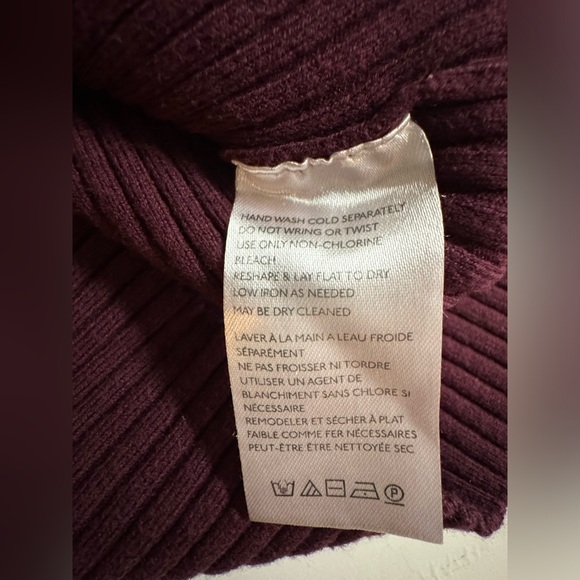 HAND WASH COLD SEPARATELY
DO NOT WRING OR TWIST
USE ONLY NON-CHLORINE
BLEACH
RESHAPE & LAY FLAT TO DRY
LOW IRON AS NEEDED
MAY BE DRY CLEANED
LAVER À LA MAIN A LEAU FROIDE
SÉPARÉMENT
NE PAS FROISSER NI TORDRE
UTILISER UN AGENT DE
BLANCHIMENT SANS CHLORE SI
NÉCESSAIRE
REMODELER ET SÉCHER À PLAT
FAIBLE COMME FER NÉCESSAIRES
PEUT-ÊTRE ÊTRE NETTOYÉE SEC
P